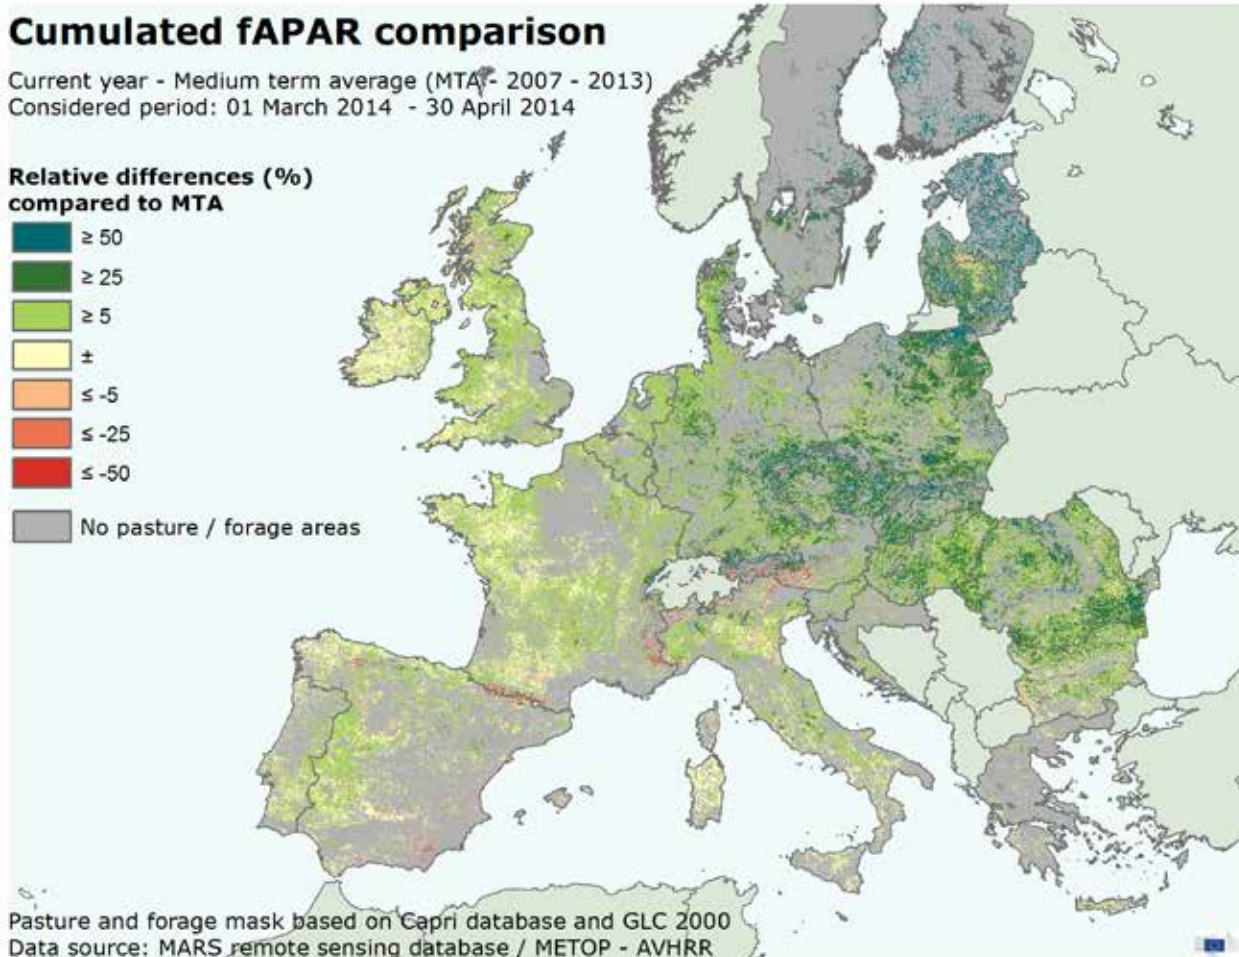 Cumulated fAPAR comparison
Current year - Medium term average (MTA - 2007 - 2013)
Considered period: 01 March 2014 - 30 April 2014
Relative differences (%)
compared to MTA
≥ 50
≥ 25
≥ 5
±
≤ -5
≤ -25
≤ -50
No pasture / forage areas
Pasture and forage mask based on Capri database and GLC 2000
Data source: MARS remote sensing database / METOP - AVHRR